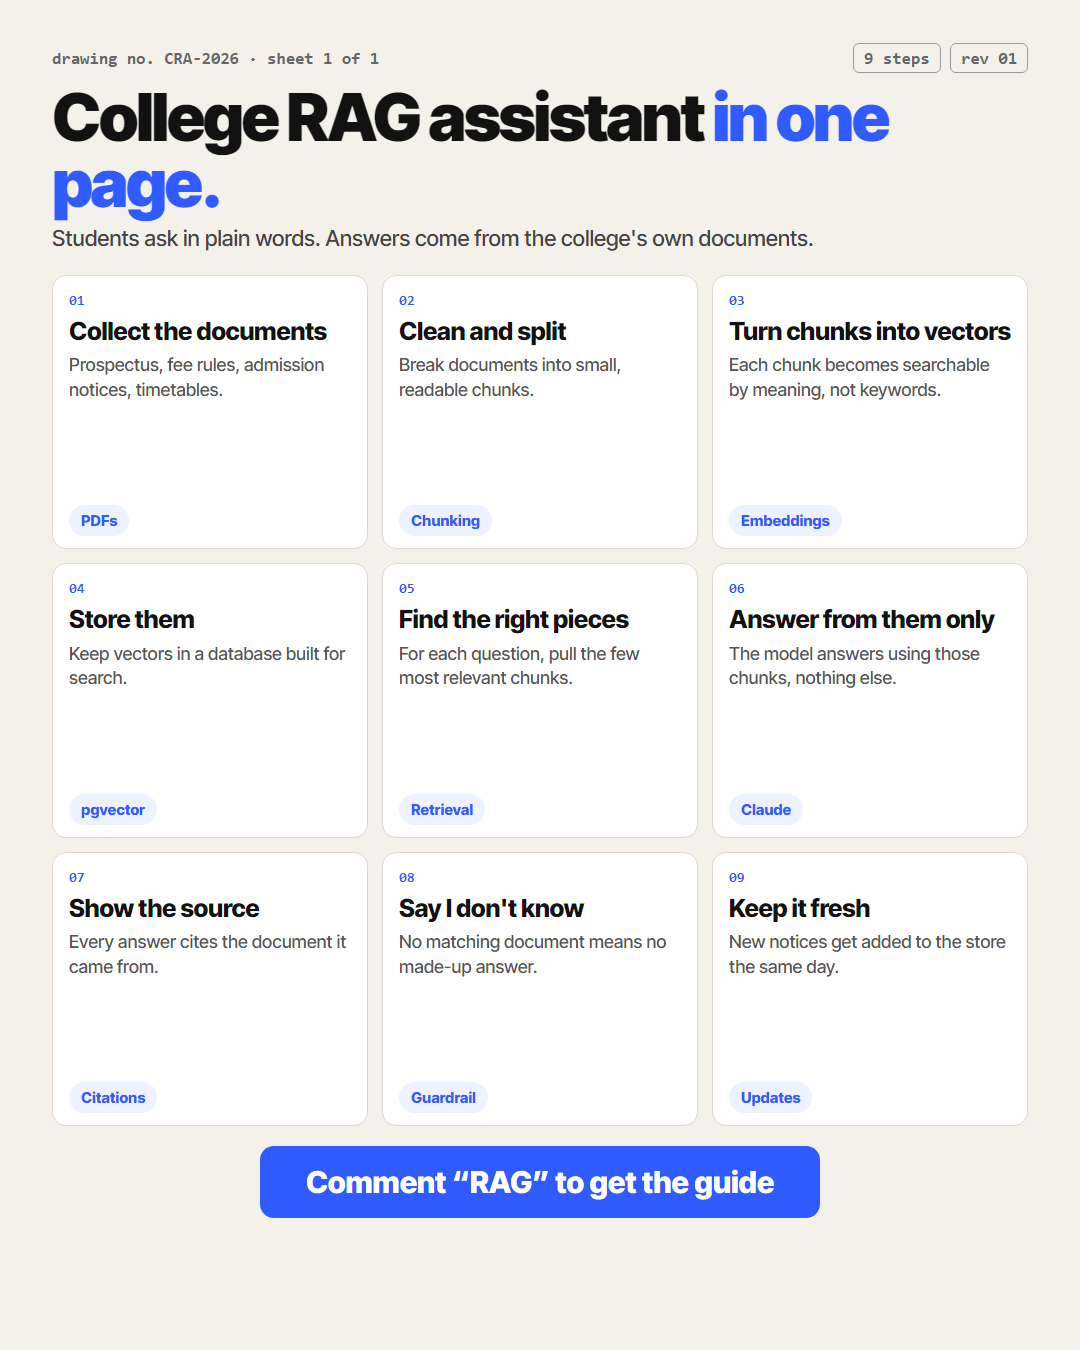 drawing no. CRA-2026 · sheet 1 of 1
9 steps
rev 01
College RAG assistant in one
page.
Students ask in plain words. Answers come from the college's own documents.
01
Collect the documents
Prospectus, fee rules, admission
notices, timetables.
PDFs
02
Clean and split
Break documents into small,
readable chunks.
Chunking
03
Turn chunks into vectors
Each chunk becomes searchable
by meaning, not keywords.
Embeddings
04
Store them
Keep vectors in a database built for
search.
pgvector
05
Find the right pieces
For each question, pull the few
most relevant chunks.
Retrieval
06
Answer from them only
The model answers using those
chunks, nothing else.
Claude
07
Show the source
Every answer cites the document it
came from.
Citations
08
Say I don't know
No matching document means no
made-up answer.
Guardrail
09
Keep it fresh
New notices get added to the store
the same day.
Updates
Comment “RAG” to get the guide